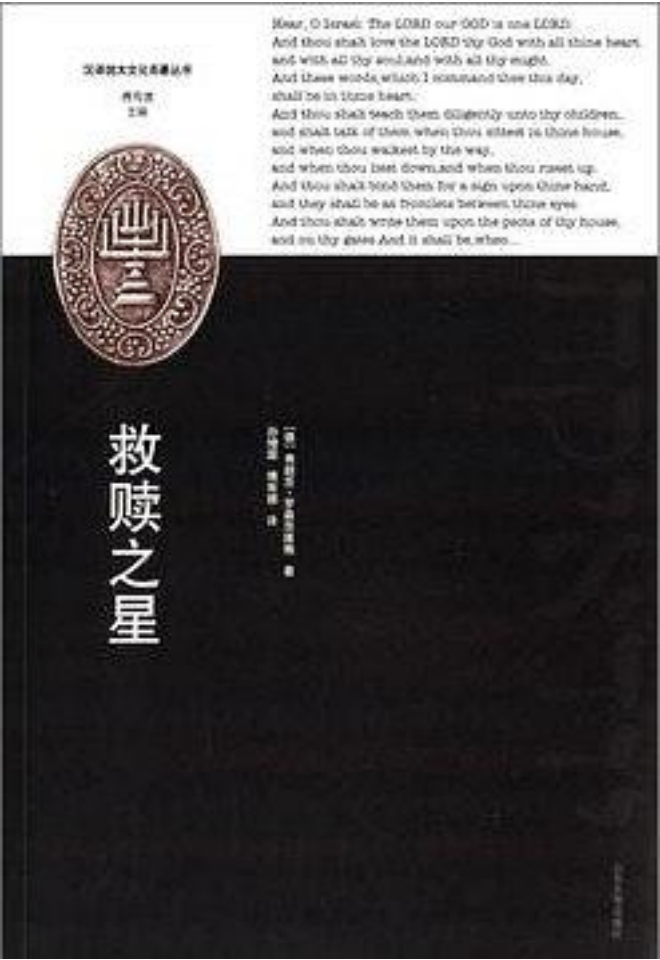 Hear, O Israel: The LORD our GOD is one LORD.
And thou shalt love the LORD thy God with all thine heart
and with all thy soul,and with all thy might.
And these words,which I command thee this day,
shall be in thine heart:
And thou shalt teach them diligently unto thy children,
and shalt talk of them when thou sittest in thine house,
and when thou walkest by the way,
and when thou liest down,and when thou risest up.
And thou shalt bind them for a sign upon thine hand,
and they shall be as frontless between thine eyes
And thou shalt write them upon the posts of thy house,
and on thy gates.And it shall be,when...
汉译犹太文化名著丛书
傅有德
主编
救赎之星
[德]
著
译